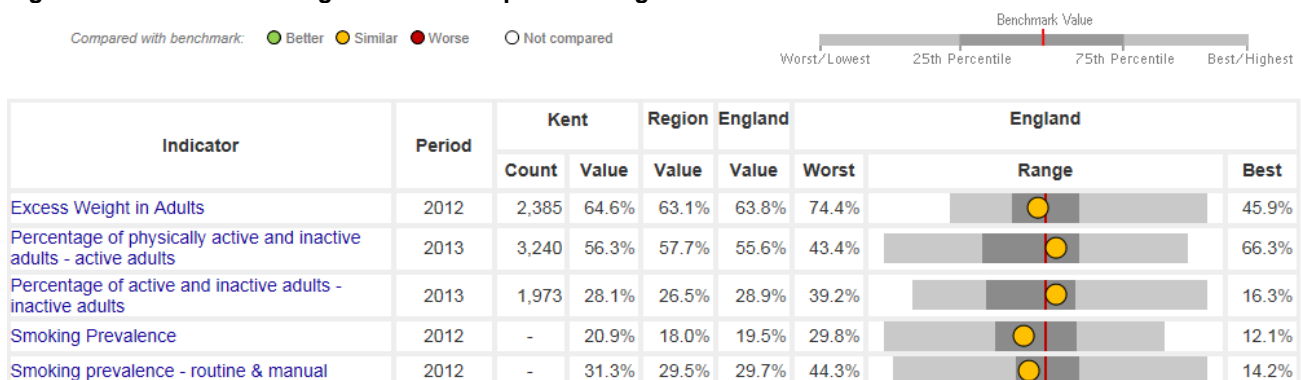 Compared with benchmark: Better Similar Worse Not compared
Benchmark Value
Worst/Lowest 25th Percentile 75th Percentile Best/Highest
Indicator Period Kent Region England England
Count Value Value Value Worst Range Best
Excess Weight in Adults 2012 2,385 64.6% 63.1% 63.8% 74.4% 45.9%
Percentage of physically active and inactive
adults - active adults 2013 3,240 56.3% 57.7% 55.6% 43.4% 66.3%
Percentage of active and inactive adults -
inactive adults 2013 1,973 28.1% 26.5% 28.9% 39.2% 16.3%
Smoking Prevalence 2012 - 20.9% 18.0% 19.5% 29.8% 12.1%
Smoking prevalence - routine & manual 2012 - 31.3% 29.5% 29.7% 44.3% 14.2%